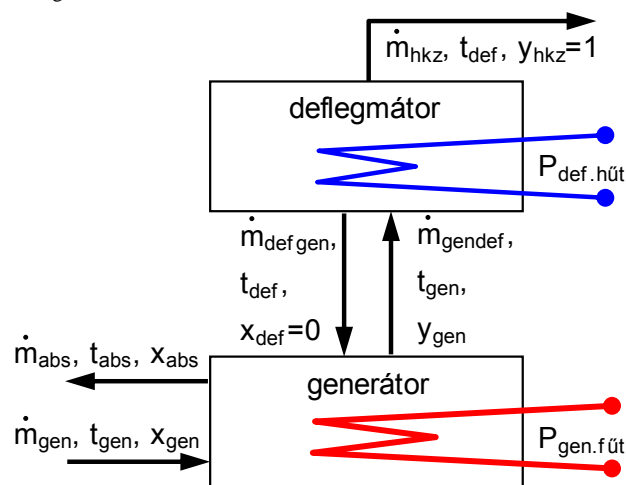 ṁhkz, tdef, yhkz=1
deflegmátor
Pdef.hűt
ṁdefgen,
tdef,
xdef=0
ṁgendef,
tgen,
ygen
ṁabs, tabs, xabs
generátor
ṁgen, tgen, xgen
Pgen.fűt